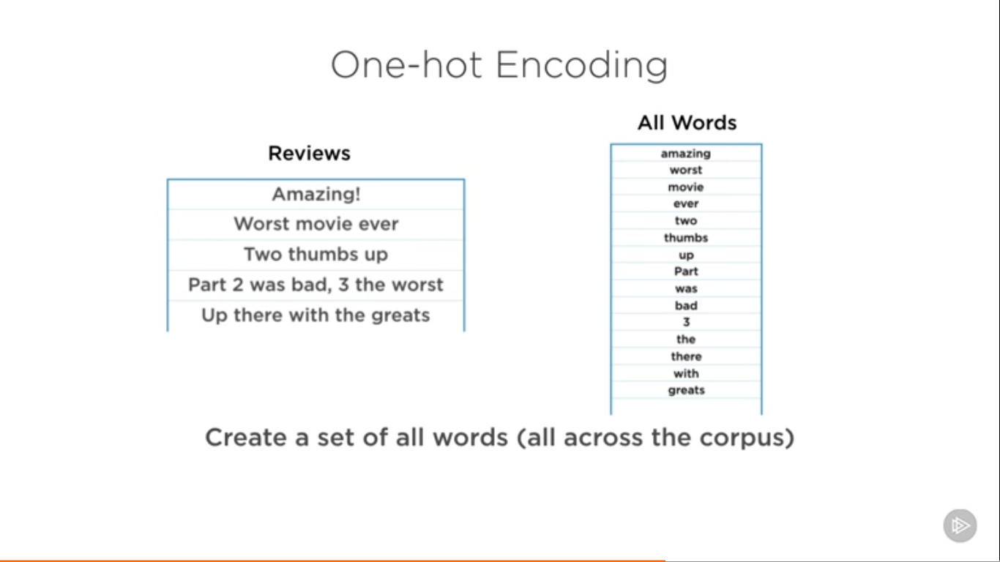 One-hot Encoding
Reviews
Amazing!
Worst movie ever
Two thumbs up
Part 2 was bad, 3 the worst
Up there with the greats
All Words
amazing
worst
movie
ever
two
thumbs
up
Part
was
bad
3
the
there
with
greats
Create a set of all words (all across the corpus)